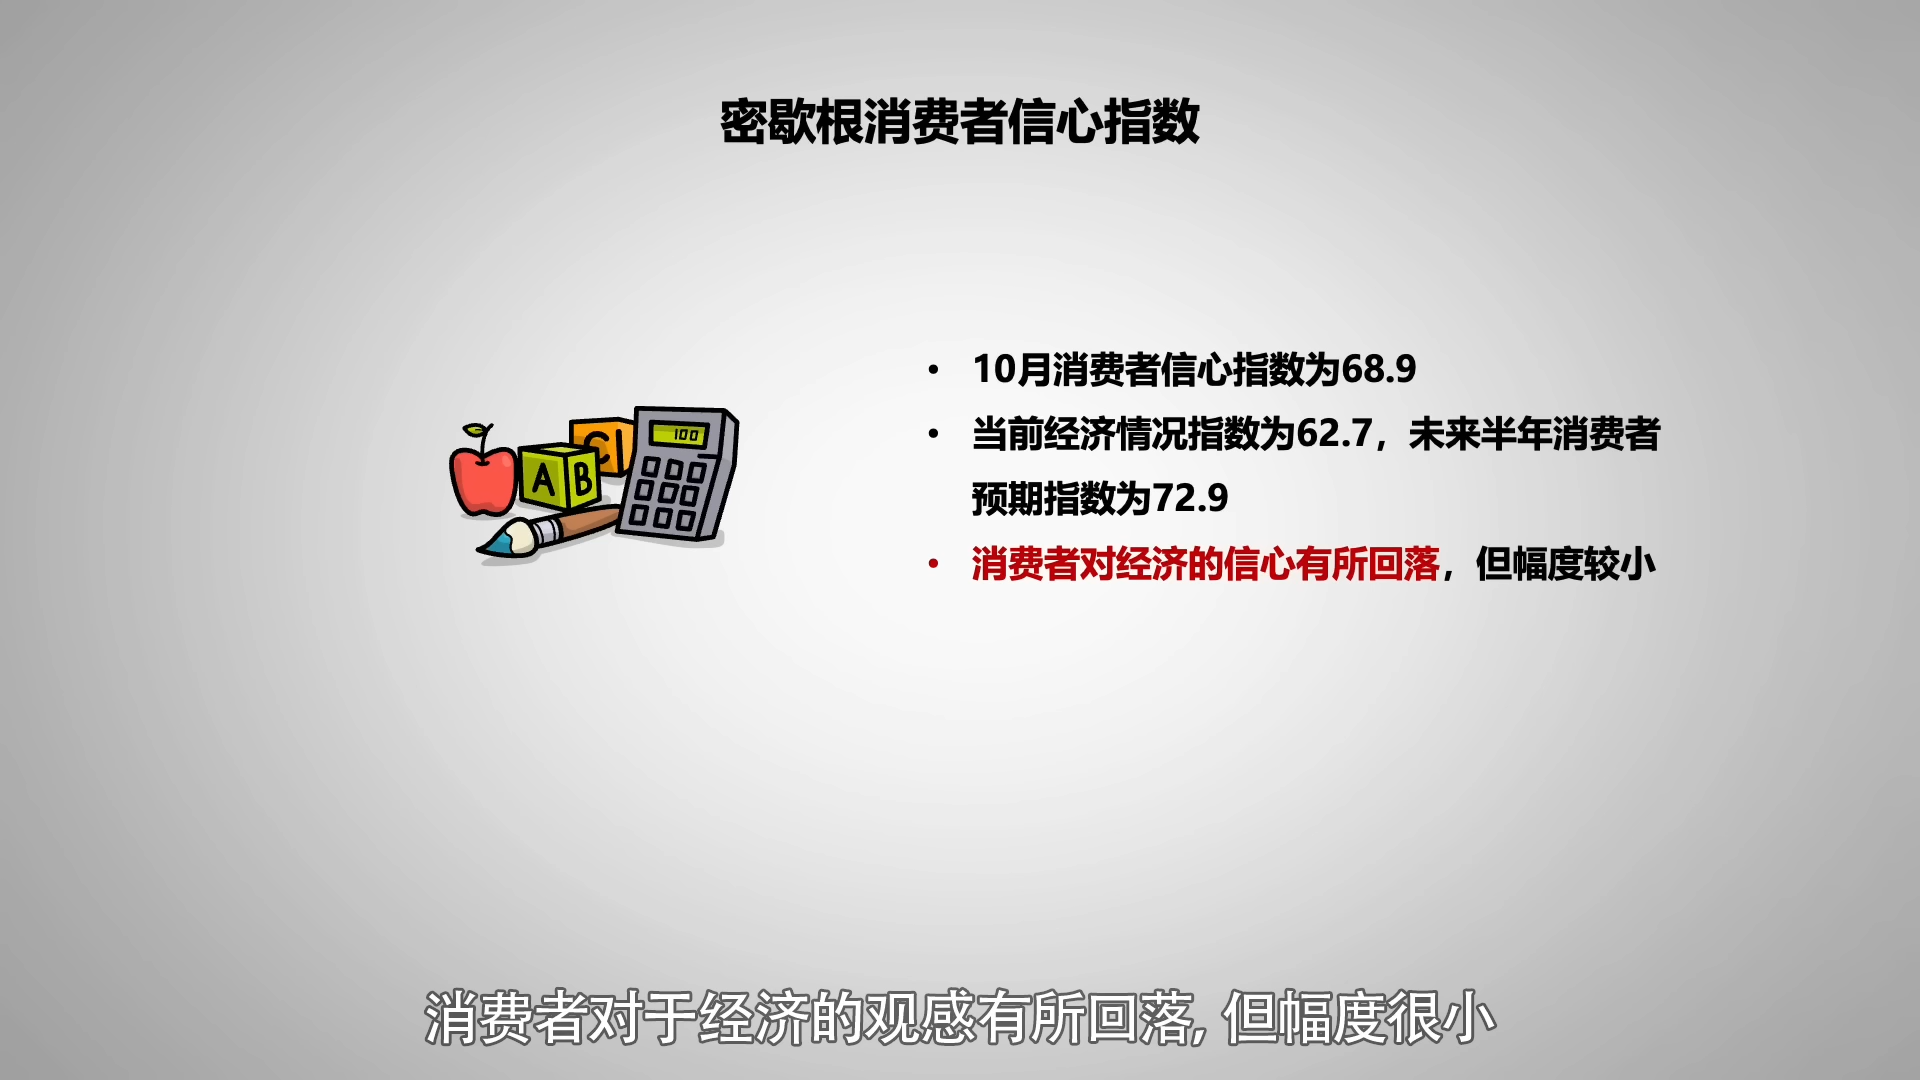 密歇根消费者信心指数
• 10月消费者信心指数为68.9
• 当前经济情况指数为62.7，未来半年消费者
预期指数为72.9
• 消费者对经济的信心有所回落，但幅度较小
100
C
A B
消费者对于经济的观感有所回落, 但幅度很小